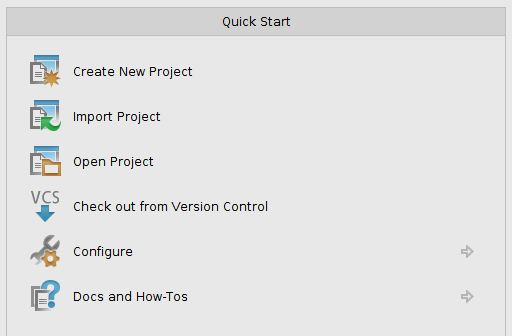 Quick Start
Create New Project
Import Project
Open Project
VCS
Check out from Version Control
Configure
Docs and How-Tos